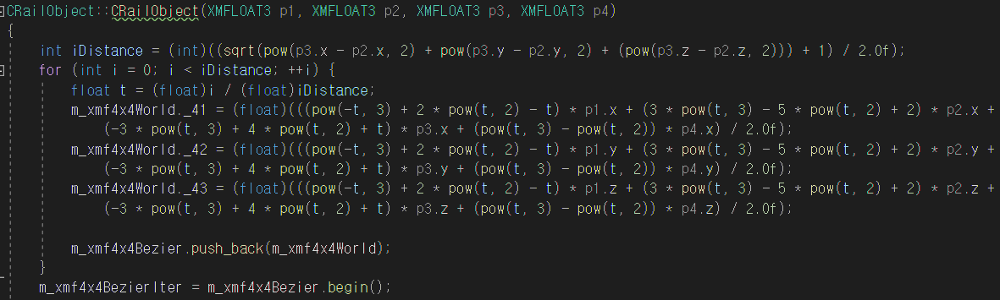 CRailObject::CRailObject(XMFLOAT3 p1, XMFLOAT3 p2, XMFLOAT3 p3, XMFLOAT3 p4)
{
int iDistance = (int)((sqrt(pow(p3.x - p2.x, 2) + pow(p3.y - p2.y, 2) + (pow(p3.z - p2.z, 2))) + 1) / 2.0f);
for (int i = 0; i < iDistance; ++i) {
float t = (float)i / (float)iDistance;
m_xmf4x4World._41 = (float)(((pow(-t, 3) + 2 * pow(t, 2) - t) * p1.x + (3 * pow(t, 3) - 5 * pow(t, 2) + 2) * p2.x +
(-3 * pow(t, 3) + 4 * pow(t, 2) + t) * p3.x + (pow(t, 3) - pow(t, 2)) * p4.x) / 2.0f);
m_xmf4x4World._42 = (float)(((pow(-t, 3) + 2 * pow(t, 2) - t) * p1.y + (3 * pow(t, 3) - 5 * pow(t, 2) + 2) * p2.y +
(-3 * pow(t, 3) + 4 * pow(t, 2) + t) * p3.y + (pow(t, 3) - pow(t, 2)) * p4.y) / 2.0f);
m_xmf4x4World._43 = (float)(((pow(-t, 3) + 2 * pow(t, 2) - t) * p1.z + (3 * pow(t, 3) - 5 * pow(t, 2) + 2) * p2.z +
(-3 * pow(t, 3) + 4 * pow(t, 2) + t) * p3.z + (pow(t, 3) - pow(t, 2)) * p4.z) / 2.0f);
m_xmf4x4Bezier.push_back(m_xmf4x4World);
}
m_xmf4x4BezierIter = m_xmf4x4Bezier.begin();